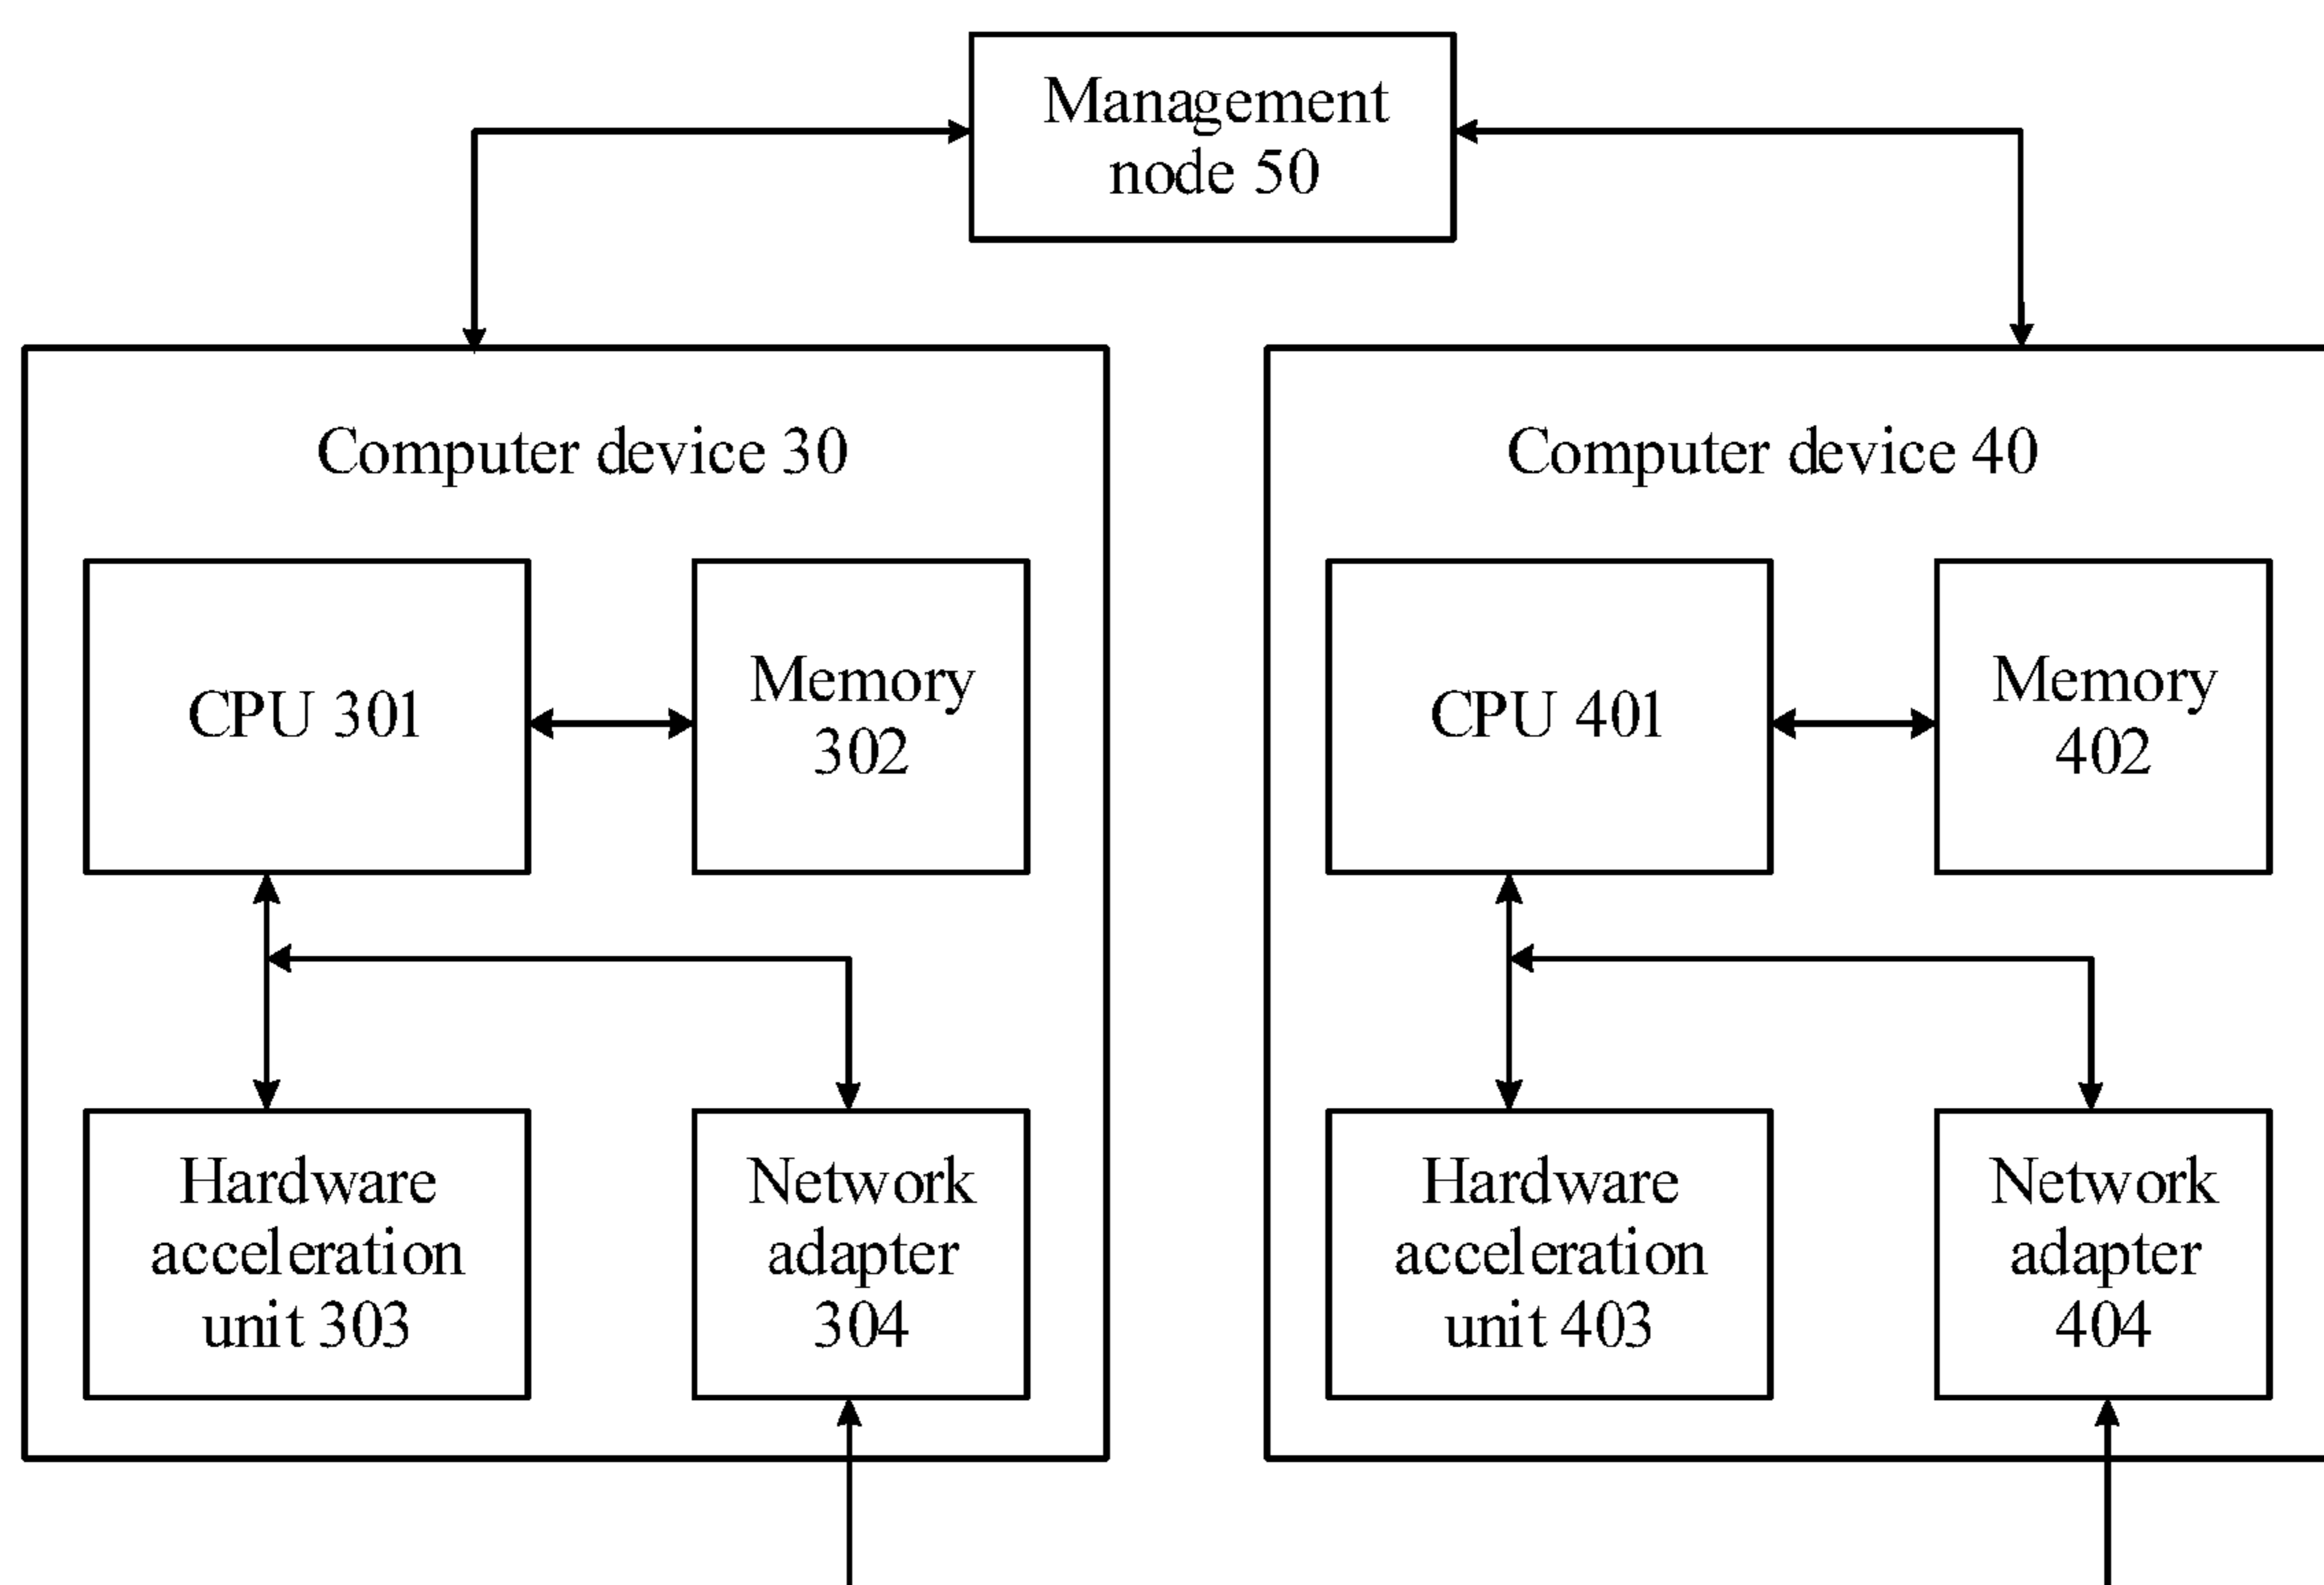 Management
node 50
Computer device 30
CPU 301
Memory
302
Hardware
acceleration
unit 303
Network
adapter
304
Computer device 40
CPU 401
Memory
402
Hardware
acceleration
unit 403
Network
adapter
404